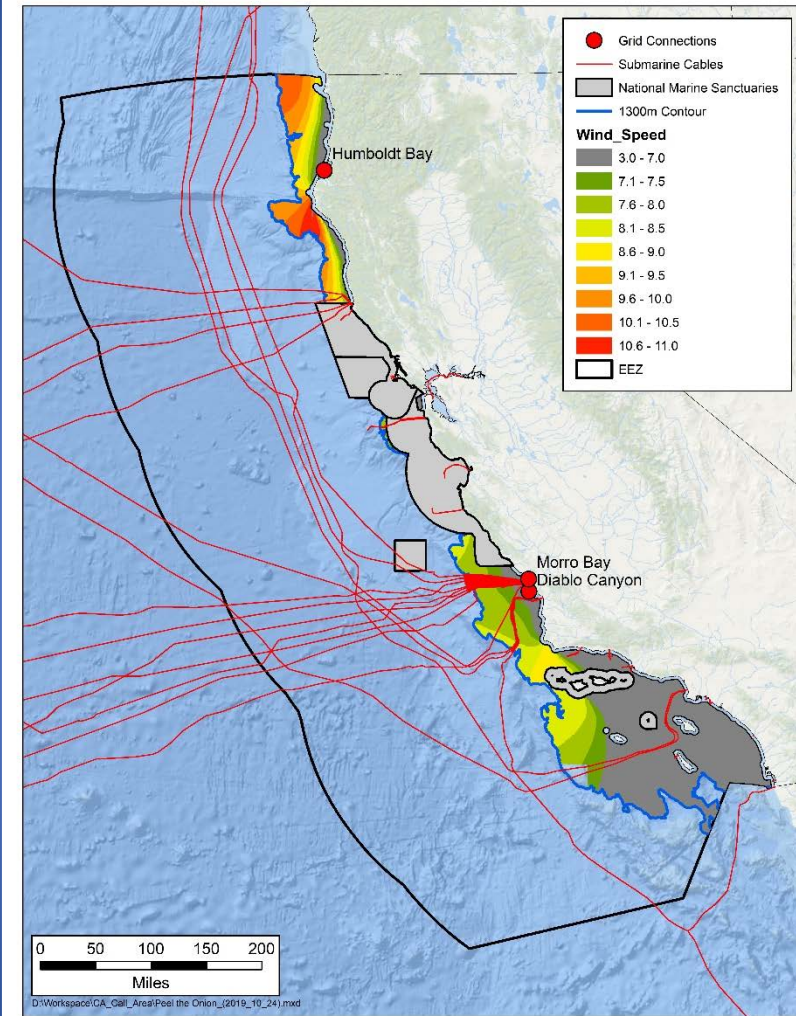 Grid Connections
Submarine Cables
National Marine Sanctuaries
1300m Contour
Wind_Speed
3.0 - 7.0
7.1 - 7.5
7.6 - 8.0
8.1 - 8.5
8.6 - 9.0
9.1 - 9.5
9.6 - 10.0
10.1 - 10.5
10.6 - 11.0
EEZ
Humboldt Bay
Morro Bay
Diablo Canyon
0 50 100 150 200
Miles
D:\Workspace\CA_Call_Area\Peel the Onion_(2019_10_24).mxd